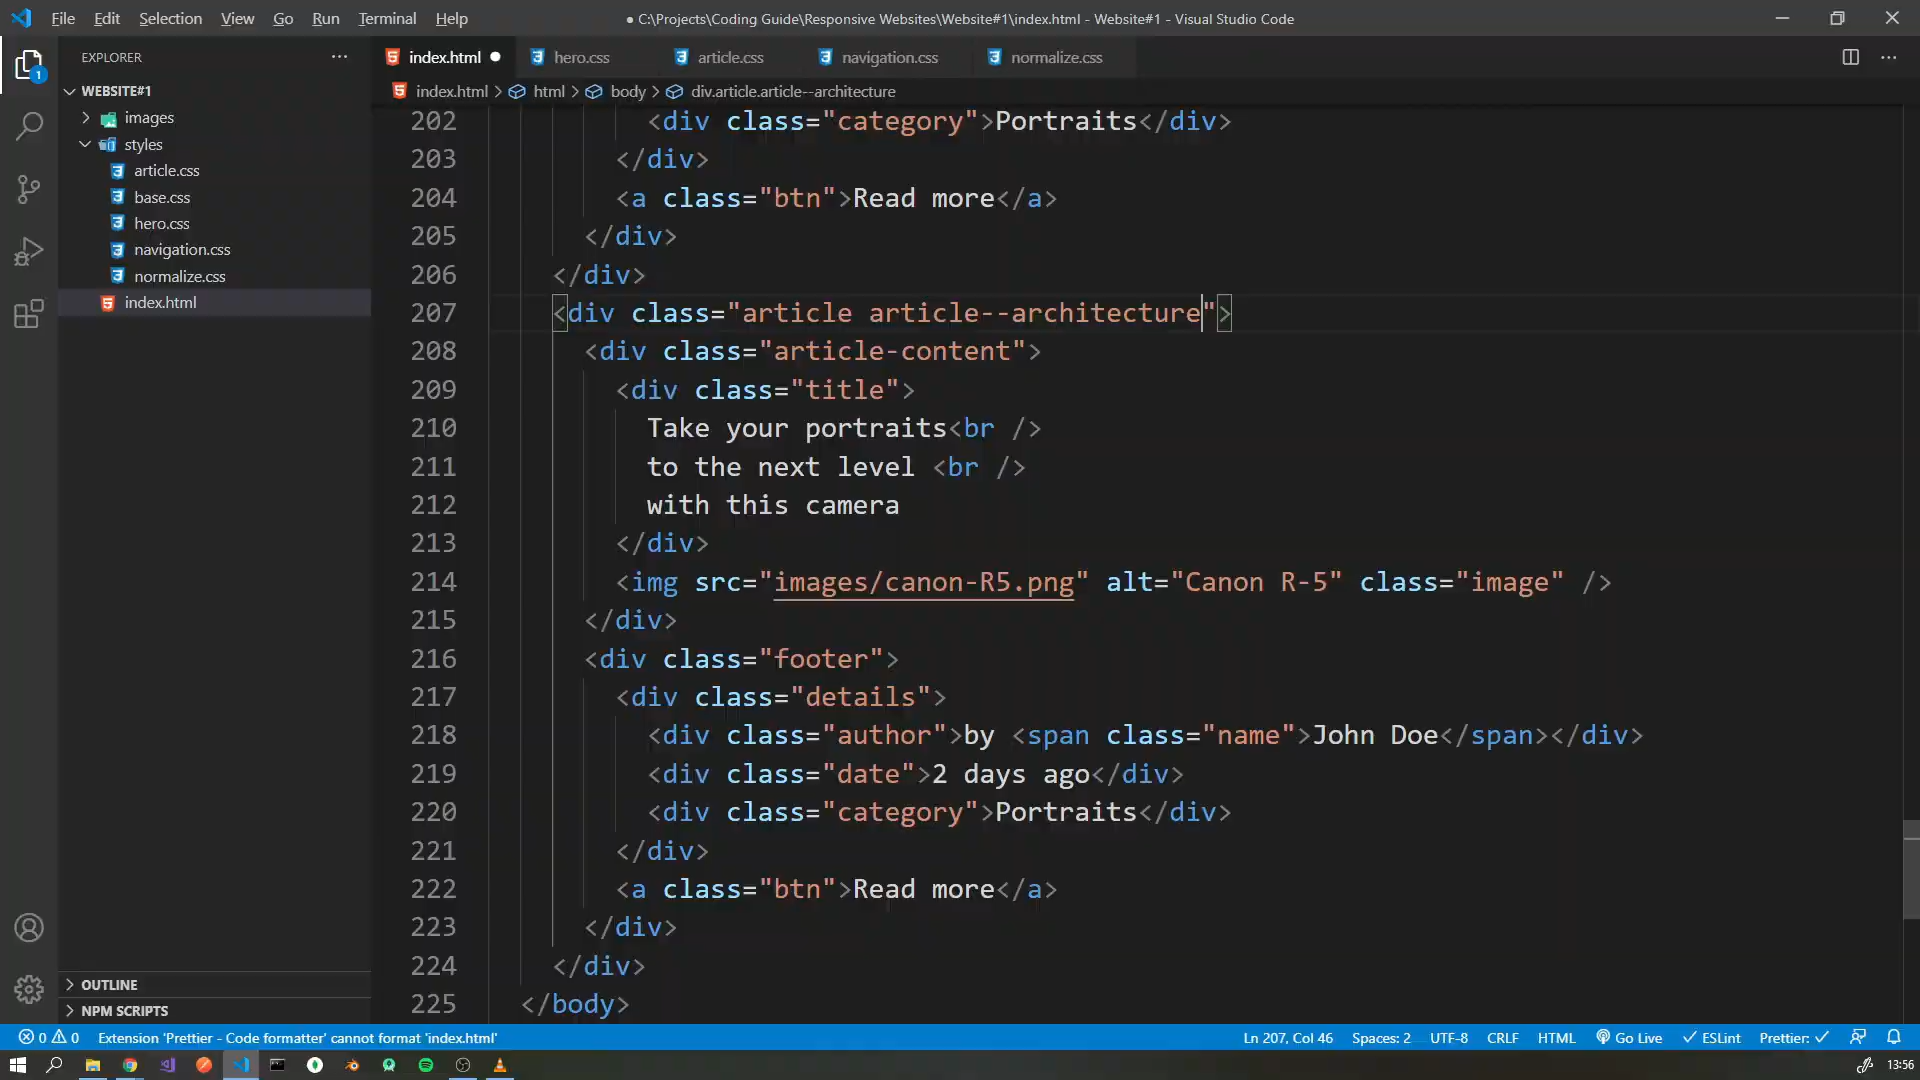 File Edit Selection View Go Run Terminal Help
● C:\Projects\Coding Guide\Responsive Websites\Website#1\index.html - Website#1 - Visual Studio Code
EXPLORER
index.html
hero.css
article.css
navigation.css
normalize.css
1
WEBSITE#1
images
styles
article.css
base.css
hero.css
navigation.css
normalize.css
index.html
OUTLINE
NPM SCRIPTS
index.html > html > body > div.article.article--architecture
202 <div class="category">Portraits</div>
203 </div>
204 <a class="btn">Read more</a>
205 </div>
206 </div>
207 <div class="article article--architecture">
208 <div class="article-content">
209 <div class="title">
210 Take your portraits<br />
211 to the next level <br />
212 with this camera
213 </div>
214 <img src="images/canon-R5.png" alt="Canon R-5" class="image" />
215 </div>
216 <div class="footer">
217 <div class="details">
218 <div class="author">by <span class="name">John Doe</span></div>
219 <div class="date">2 days ago</div>
220 <div class="category">Portraits</div>
221 </div>
222 <a class="btn">Read more</a>
223 </div>
224 </div>
225 </body>
0 0 Extension 'Prettier - Code formatter' cannot format 'index.html'
Ln 207, Col 46 Spaces: 2 UTF-8 CRLF HTML Go Live ESLint Prettier: ✓
13:56